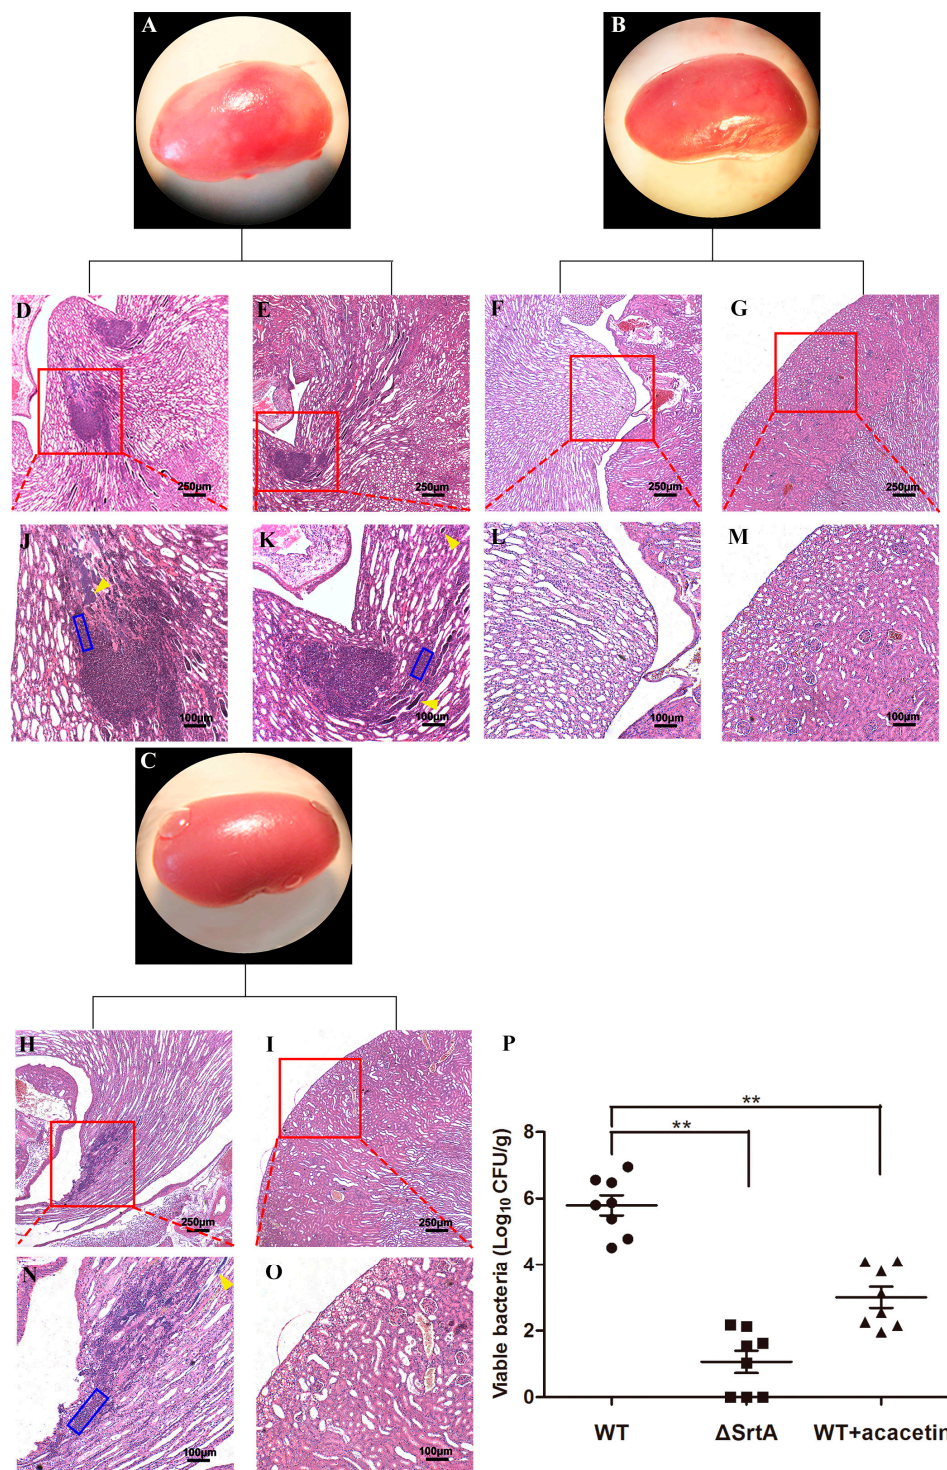 A
B
D
E
F
G
250μm
250μm
250μm
250μm
J
K
L
M
100μm
100μm
100μm
100μm
C
H
I
P
250μm
250μm
N
O
100μm
100μm
**
**
8
6
4
2
0
Viable bacteria (Log10 CFU/g)
WT
ΔSrtA
WT+acacetin